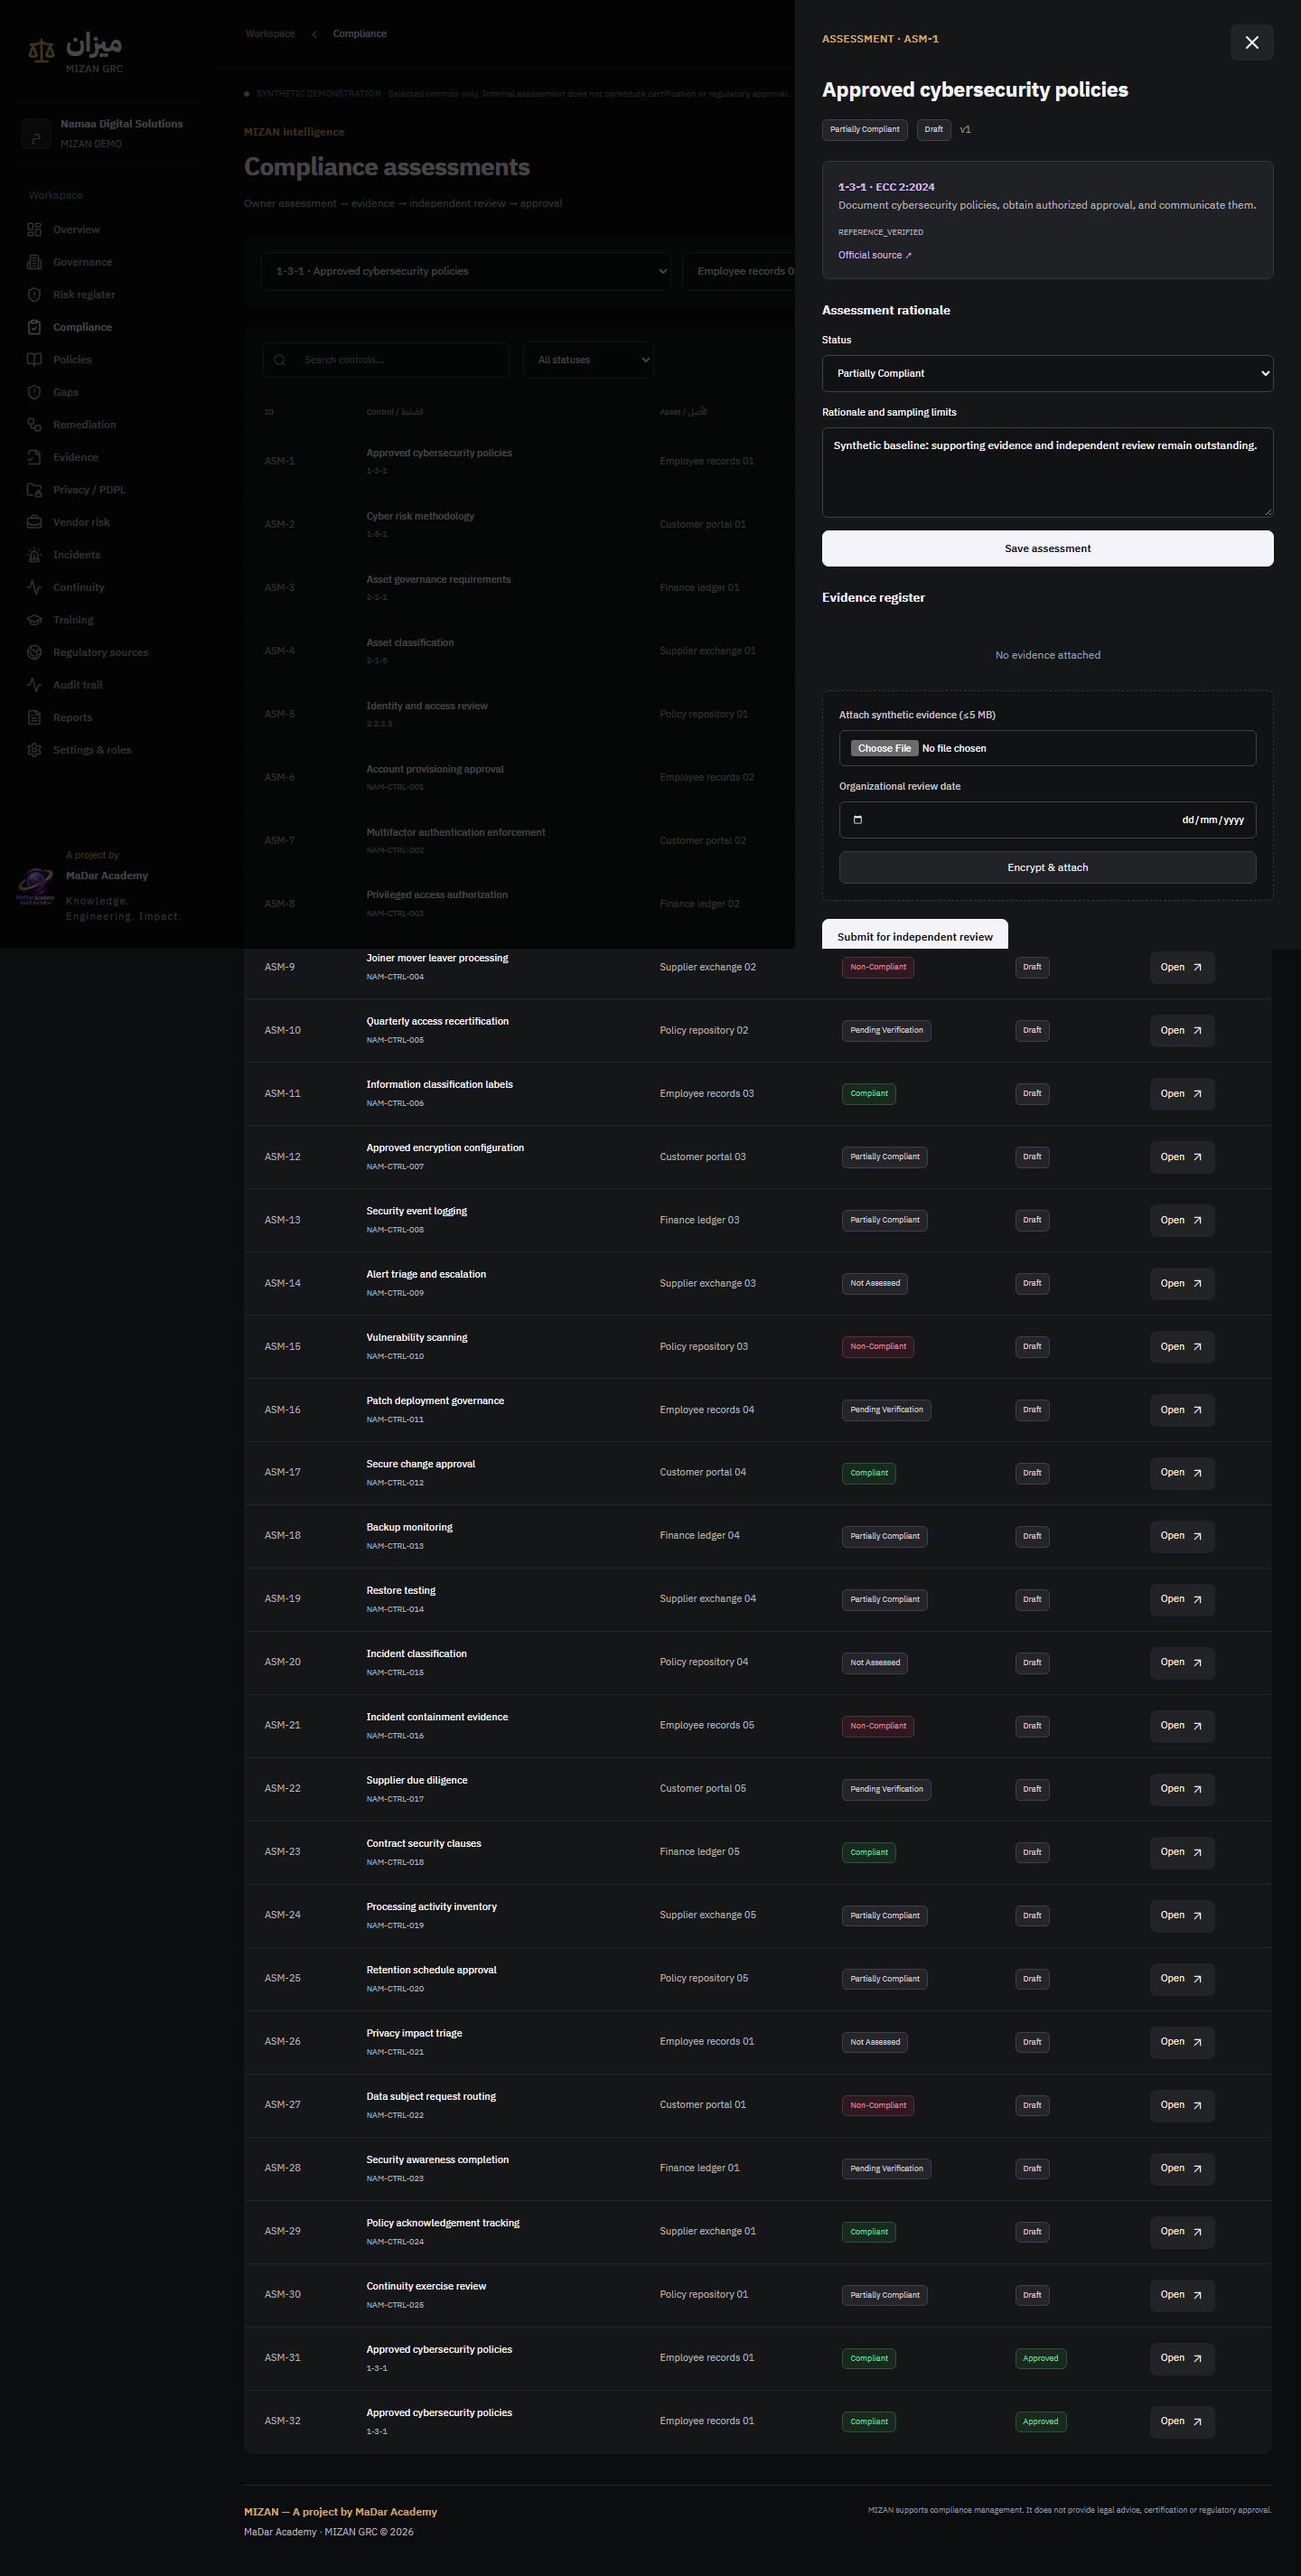 ميزان
MIZAN GRC
Namaa Digital Solutions
MIZAN DEMO
Workspace
Overview
Governance
Risk register
Compliance
Policies
Gaps
Remediation
Evidence
Privacy / PDPL
Vendor risk
Incidents
Continuity
Training
Regulatory sources
Audit trail
Reports
Settings & roles
A project by
MaDar Academy
Knowledge.
Engineering. Impact.
Workspace
Compliance
SYNTHETIC DEMONSTRATION · Selected controls only. Internal assessment does not constitute certification or regulatory approval.
MIZAN intelligence
Compliance assessments
Owner assessment → evidence → independent review → approval
1-3-1 · Approved cybersecurity policies
Employee records 0
Search controls...
All statuses
ID Control / الضابط Asset / الأصل
ASM-1 Approved cybersecurity policies Employee records 01
1-3-1
ASM-2 Cyber risk methodology Customer portal 01
1-5-1
ASM-3 Asset governance requirements Finance ledger 01
2-1-1
ASM-4 Asset classification Supplier exchange 01
2-1-5
ASM-5 Identity and access review Policy repository 01
2.2.3.5
ASM-6 Account provisioning approval Employee records 02
NAM-CTRL-001
ASM-7 Multifactor authentication enforcement Customer portal 02
NAM-CTRL-002
ASM-8 Privileged access authorization Finance ledger 02
NAM-CTRL-003
ASSESSMENT · ASM-1
Approved cybersecurity policies
Partially Compliant Draft v1
1-3-1 · ECC 2:2024
Document cybersecurity policies, obtain authorized approval, and communicate them.
REFERENCE_VERIFIED
Official source ↗
Assessment rationale
Status
Partially Compliant
Rationale and sampling limits
Synthetic baseline: supporting evidence and independent review remain outstanding.
Save assessment
Evidence register
No evidence attached
Attach synthetic evidence (≤5 MB)
Choose File No file chosen
Organizational review date
dd/mm/yyyy
Encrypt & attach
Submit for independent review
ASM-9 Joiner mover leaver processing Supplier exchange 02 Non-Compliant Draft Open
NAM-CTRL-004
ASM-10 Quarterly access recertification Policy repository 02 Pending Verification Draft Open
NAM-CTRL-005
ASM-11 Information classification labels Employee records 03 Compliant Draft Open
NAM-CTRL-006
ASM-12 Approved encryption configuration Customer portal 03 Partially Compliant Draft Open
NAM-CTRL-007
ASM-13 Security event logging Finance ledger 03 Partially Compliant Draft Open
NAM-CTRL-008
ASM-14 Alert triage and escalation Supplier exchange 03 Not Assessed Draft Open
NAM-CTRL-009
ASM-15 Vulnerability scanning Policy repository 03 Non-Compliant Draft Open
NAM-CTRL-010
ASM-16 Patch deployment governance Employee records 04 Pending Verification Draft Open
NAM-CTRL-011
ASM-17 Secure change approval Customer portal 04 Compliant Draft Open
NAM-CTRL-012
ASM-18 Backup monitoring Finance ledger 04 Partially Compliant Draft Open
NAM-CTRL-013
ASM-19 Restore testing Supplier exchange 04 Partially Compliant Draft Open
NAM-CTRL-014
ASM-20 Incident classification Policy repository 04 Not Assessed Draft Open
NAM-CTRL-015
ASM-21 Incident containment evidence Employee records 05 Non-Compliant Draft Open
NAM-CTRL-016
ASM-22 Supplier due diligence Customer portal 05 Pending Verification Draft Open
NAM-CTRL-017
ASM-23 Contract security clauses Finance ledger 05 Compliant Draft Open
NAM-CTRL-018
ASM-24 Processing activity inventory Supplier exchange 05 Partially Compliant Draft Open
NAM-CTRL-019
ASM-25 Retention schedule approval Policy repository 05 Partially Compliant Draft Open
NAM-CTRL-020
ASM-26 Privacy impact triage Employee records 01 Not Assessed Draft Open
NAM-CTRL-021
ASM-27 Data subject request routing Customer portal 01 Non-Compliant Draft Open
NAM-CTRL-022
ASM-28 Security awareness completion Finance ledger 01 Pending Verification Draft Open
NAM-CTRL-023
ASM-29 Policy acknowledgement tracking Supplier exchange 01 Compliant Draft Open
NAM-CTRL-024
ASM-30 Continuity exercise review Policy repository 01 Partially Compliant Draft Open
NAM-CTRL-025
ASM-31 Approved cybersecurity policies Employee records 01 Compliant Approved Open
1-3-1
ASM-32 Approved cybersecurity policies Employee records 01 Compliant Approved Open
1-3-1
MIZAN — A project by MaDar Academy
MaDar Academy · MIZAN GRC © 2026
MIZAN supports compliance management. It does not provide legal advice, certification or regulatory approval.